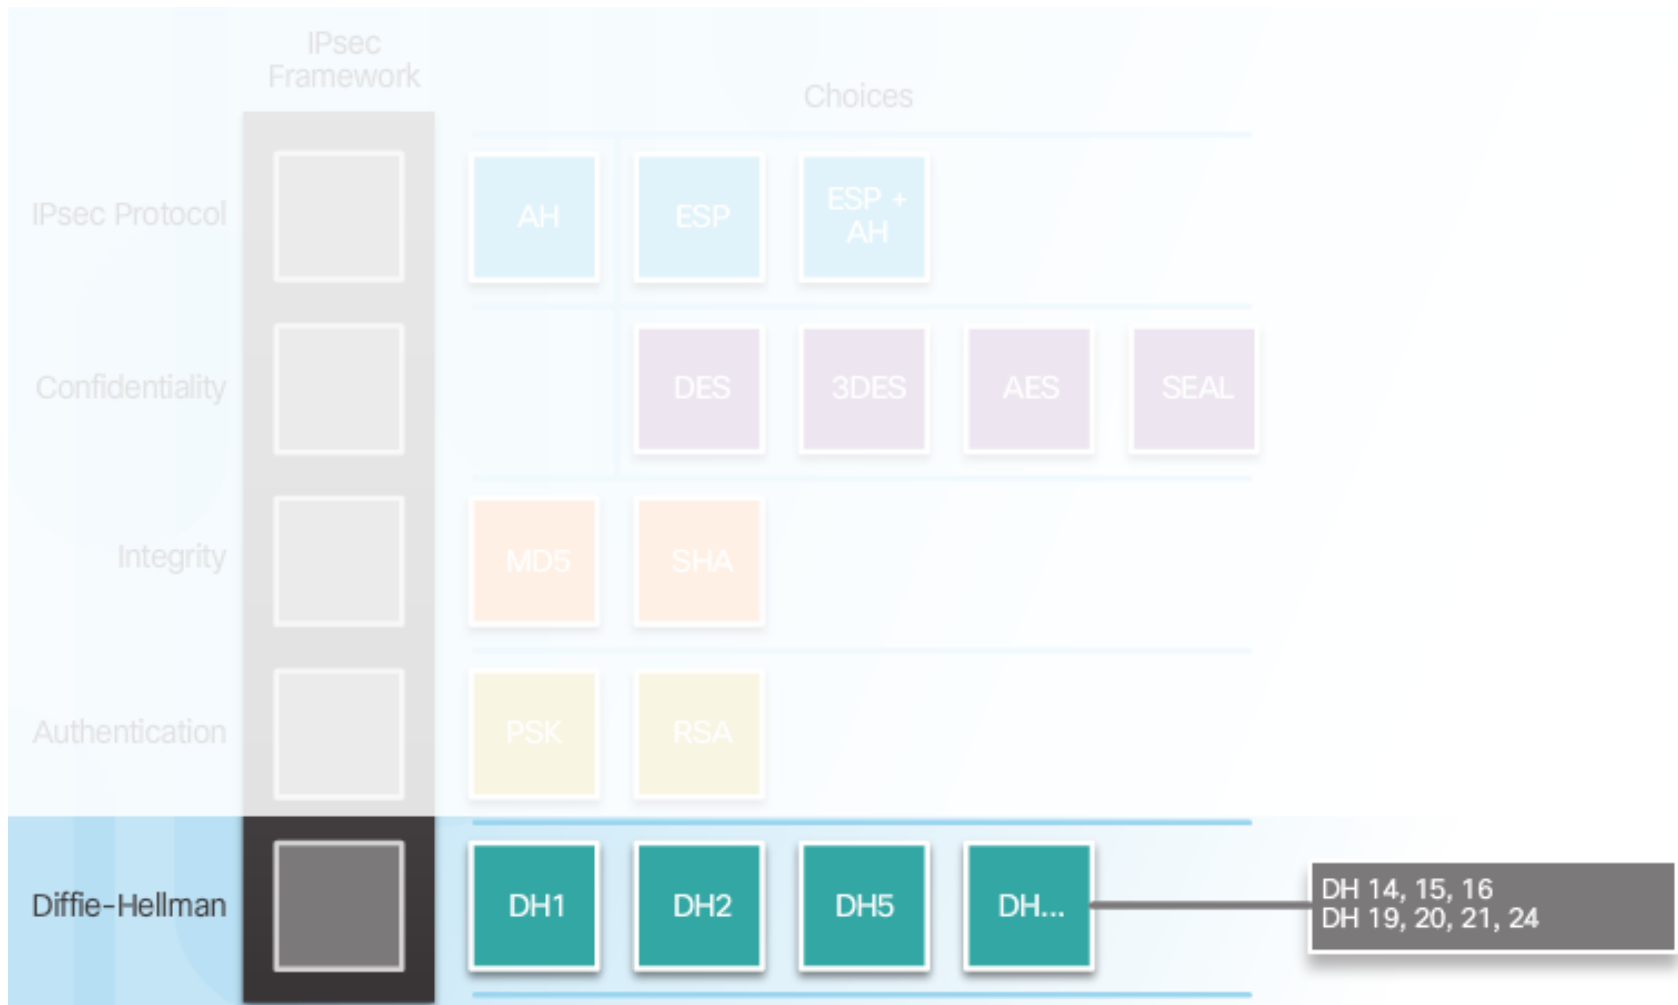 IPsec
Framework
Choices
IPsec Protocol
AH
ESP
ESP +
AH
Confidentiality
DES
3DES
AES
SEAL
Integrity
MD5
SHA
Authentication
PSK
RSA
Diffie-Hellman
DH1
DH2
DH5
DH...
DH 14, 15, 16
DH 19, 20, 21, 24